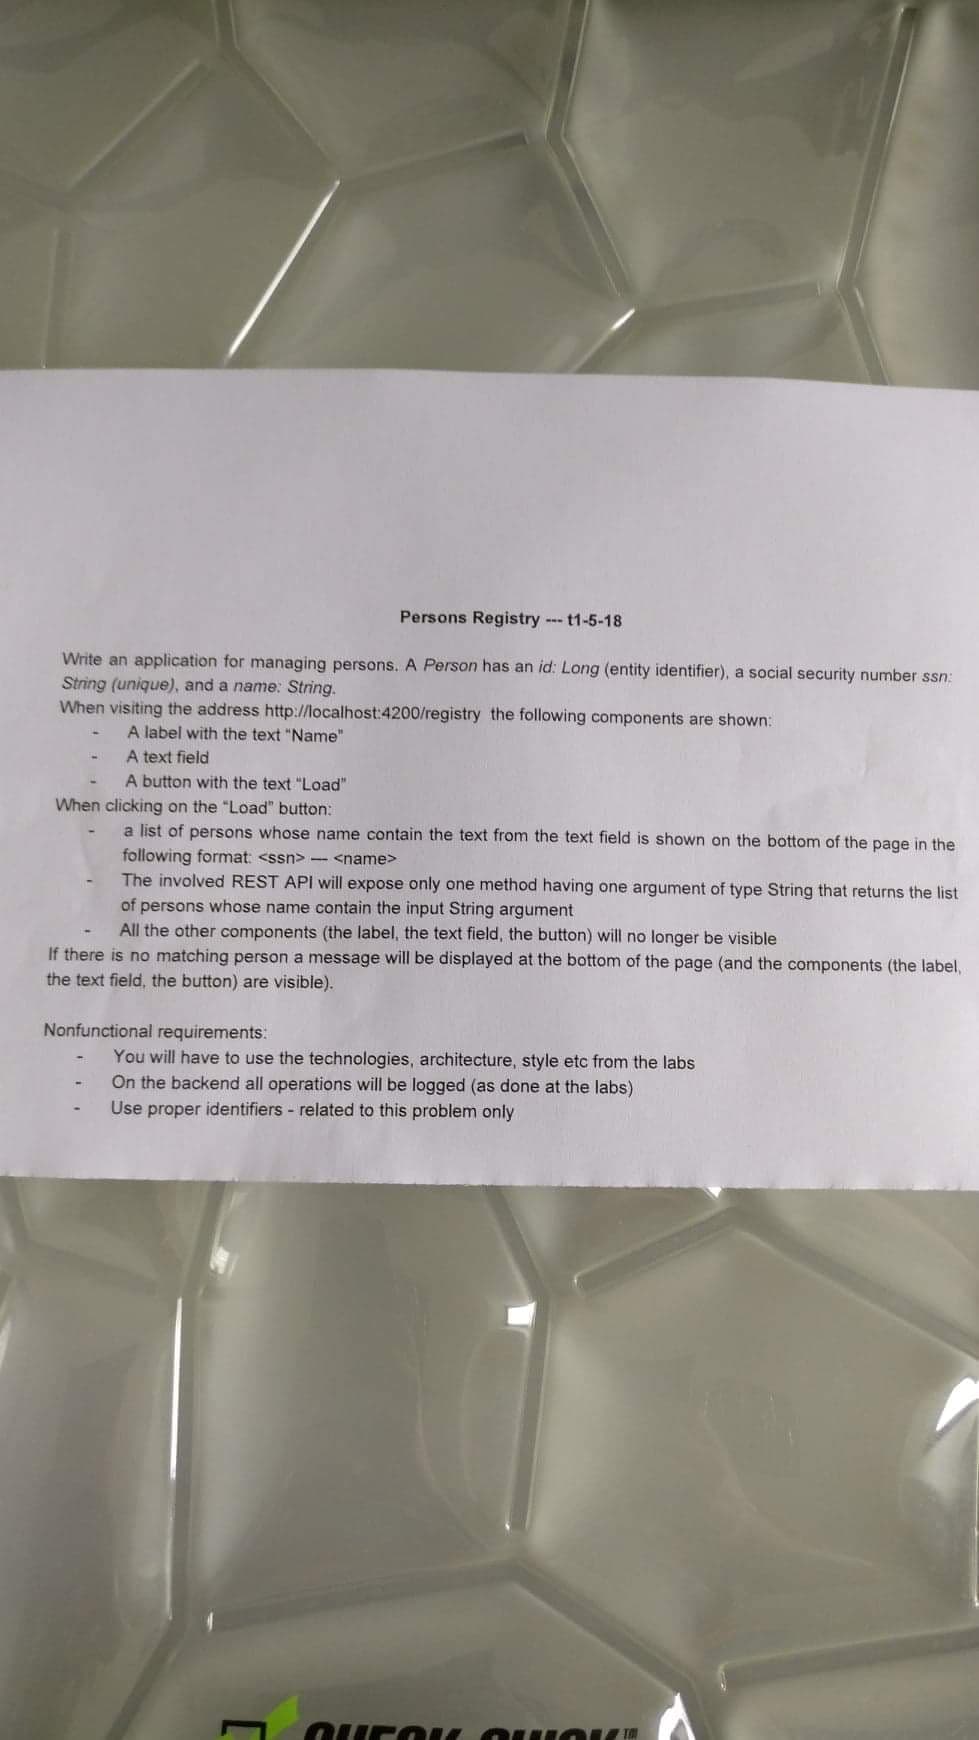 Persons Registry --- t1-5-18
Write an application for managing persons. A Person has an id: Long (entity identifier), a social security number ssn:
String (unique), and a name: String.
When visiting the address http://localhost:4200/registry the following components are shown:
- A label with the text "Name"
- A text field
- A button with the text "Load"
When clicking on the "Load" button:
- a list of persons whose name contain the text from the text field is shown on the bottom of the page in the
following format: <ssn> --- <name>
- The involved REST API will expose only one method having one argument of type String that returns the list
of persons whose name contain the input String argument
- All the other components (the label, the text field, the button) will no longer be visible
If there is no matching person a message will be displayed at the bottom of the page (and the components (the label,
the text field, the button) are visible).
Nonfunctional requirements:
- You will have to use the technologies, architecture, style etc from the labs
- On the backend all operations will be logged (as done at the labs)
- Use proper identifiers - related to this problem only